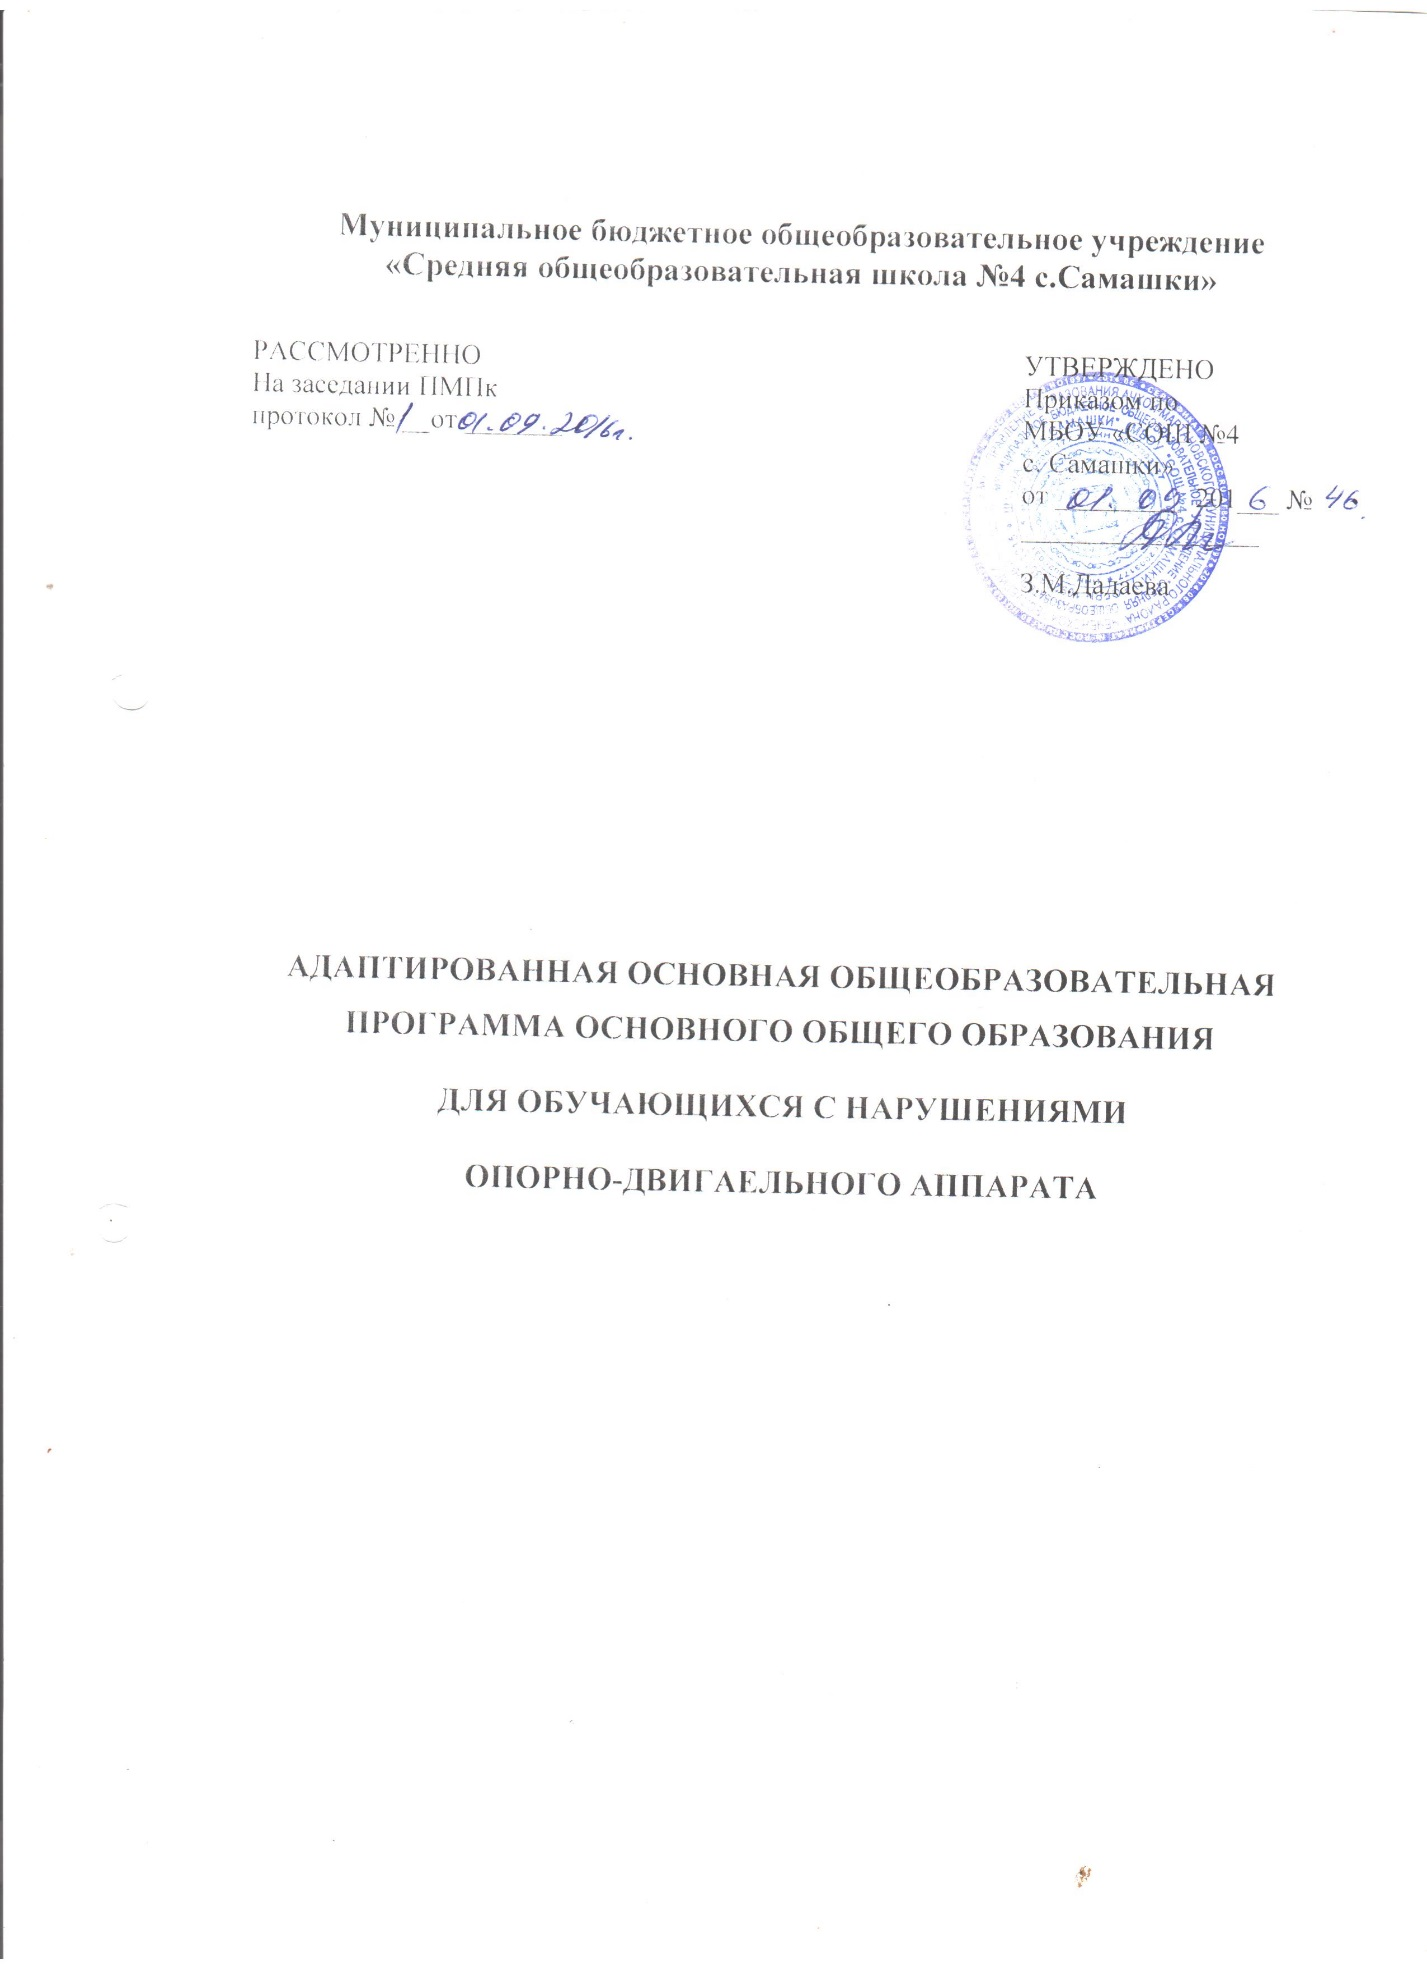 Муниципальное бюджетное общеобразовательное учреждение
«Средняя общеобразовательная школа №4 с.Самашки»
РАССМОТРЕННО
На заседании ПМПк
протокол №1__от 01.09.2016г.
УТВЕРЖДЕНО
Приказом по
МБОУ «СОШ №4
с. Самашки»
от 01.09 2016 № 46
З.М.Дадаева
АДАПТИРОВАННАЯ ОСНОВНАЯ ОБЩЕОБРАЗОВАТЕЛЬНАЯ
ПРОГРАММА ОСНОВНОГО ОБЩЕГО ОБРАЗОВАНИЯ
ДЛЯ ОБУЧАЮЩИХСЯ С НАРУШЕНИЯМИ
ОПОРНО-ДВИГАЕЛЬНОГО АППАРАТА